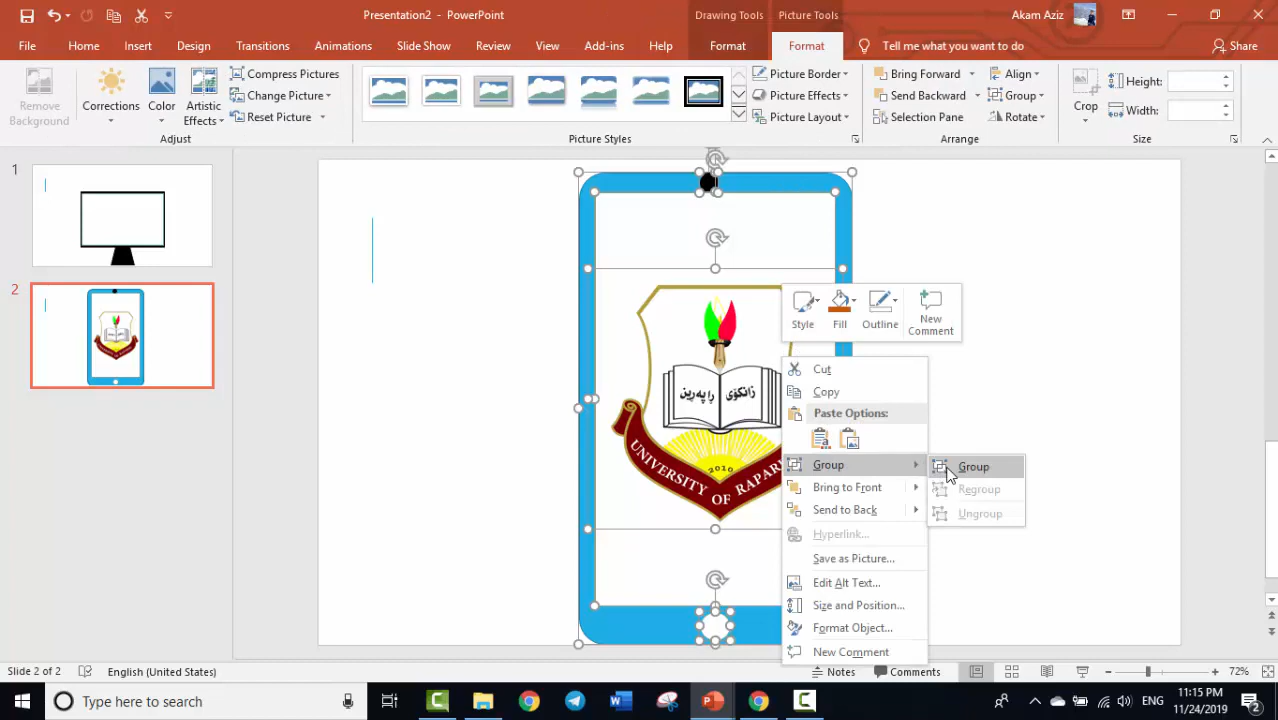 Presentation2 - PowerPoint
Drawing Tools
Picture Tools
Akam Aziz
File
Home
Insert
Design
Transitions
Animations
Slide Show
Review
View
Add-ins
Help
Format
Format
Tell me what you want to do
Share
Remove
Background
Corrections
Color
Artistic
Effects
Compress Pictures
Change Picture
Reset Picture
Adjust
Picture Styles
Picture Border
Picture Effects
Picture Layout
Bring Forward
Send Backward
Selection Pane
Align
Group
Rotate
Arrange
Crop
Height:
Width:
Size
1
2
زانكۆی
راپەرین
2010
UNIVERSITY OF RAPAR
Style
Fill
Outline
New
Comment
Cut
Copy
Paste Options:
Group
Bring to Front
Send to Back
Hyperlink...
Save as Picture...
Edit Alt Text...
Size and Position...
Format Object...
New Comment
Group
Regroup
Ungroup
Slide 2 of 2
English (United States)
Notes
Comments
72%
Type here to search
ENG
11:15 PM
11/24/2019
2